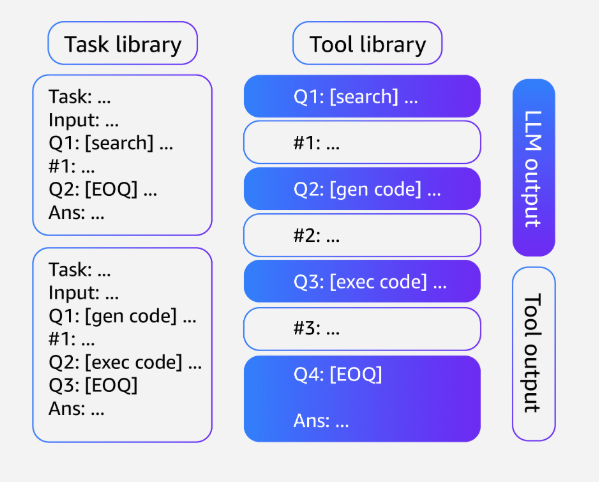 Task library
Task: ...
Input: ...
Q1: [search] ...
#1: ...
Q2: [EOQ] ...
Ans: ...
Task: ...
Input: ...
Q1: [gen code] ...
#1: ...
Q2: [exec code] ...
Q3: [EOQ]
Ans: ...
Tool library
Q1: [search] ...
#1: ...
Q2: [gen code] ...
#2: ...
Q3: [exec code] ...
#3: ...
Q4: [EOQ]
Ans: ...
LLM output
Tool output